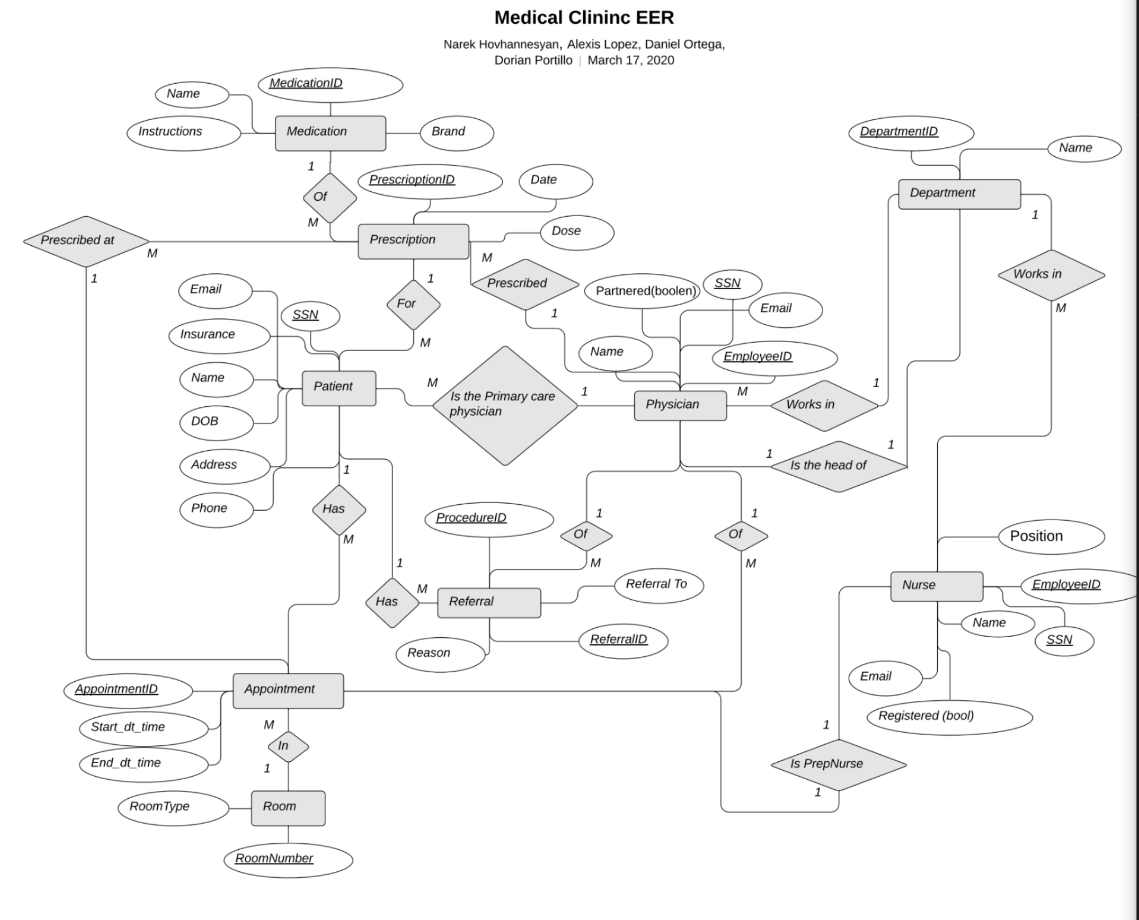 Medical Clininc EER
Narek Hovhannesyan, Alexis Lopez, Daniel Ortega,
Dorian Portillo | March 17, 2020
MedicationID
Name
Instructions
Medication
Brand
1
Of
M
PrescrioptionID
Date
Dose
Prescription
Prescribed at
M
1
DepartmentID
Name
Department
1
Works in
M
M
Prescribed
1
1
For
M
Email
SSN
Insurance
Name
DOB
Address
Phone
Patient
M
Is the Primary care
physician
1
Partnered(boolen)
SSN
Email
Name
EmployeeID
Physician
M
Works in
1
1
Is the head of
1
1
Has
M
1
Has
M
ProcedureID
1
Of
M
1
Of
M
Referral
Referral To
ReferralID
Reason
Position
Nurse
EmployeeID
Name
SSN
Email
Registered (bool)
AppointmentID
Appointment
Start_dt_time
End_dt_time
M
In
1
1
Is PrepNurse
1
RoomType
Room
RoomNumber